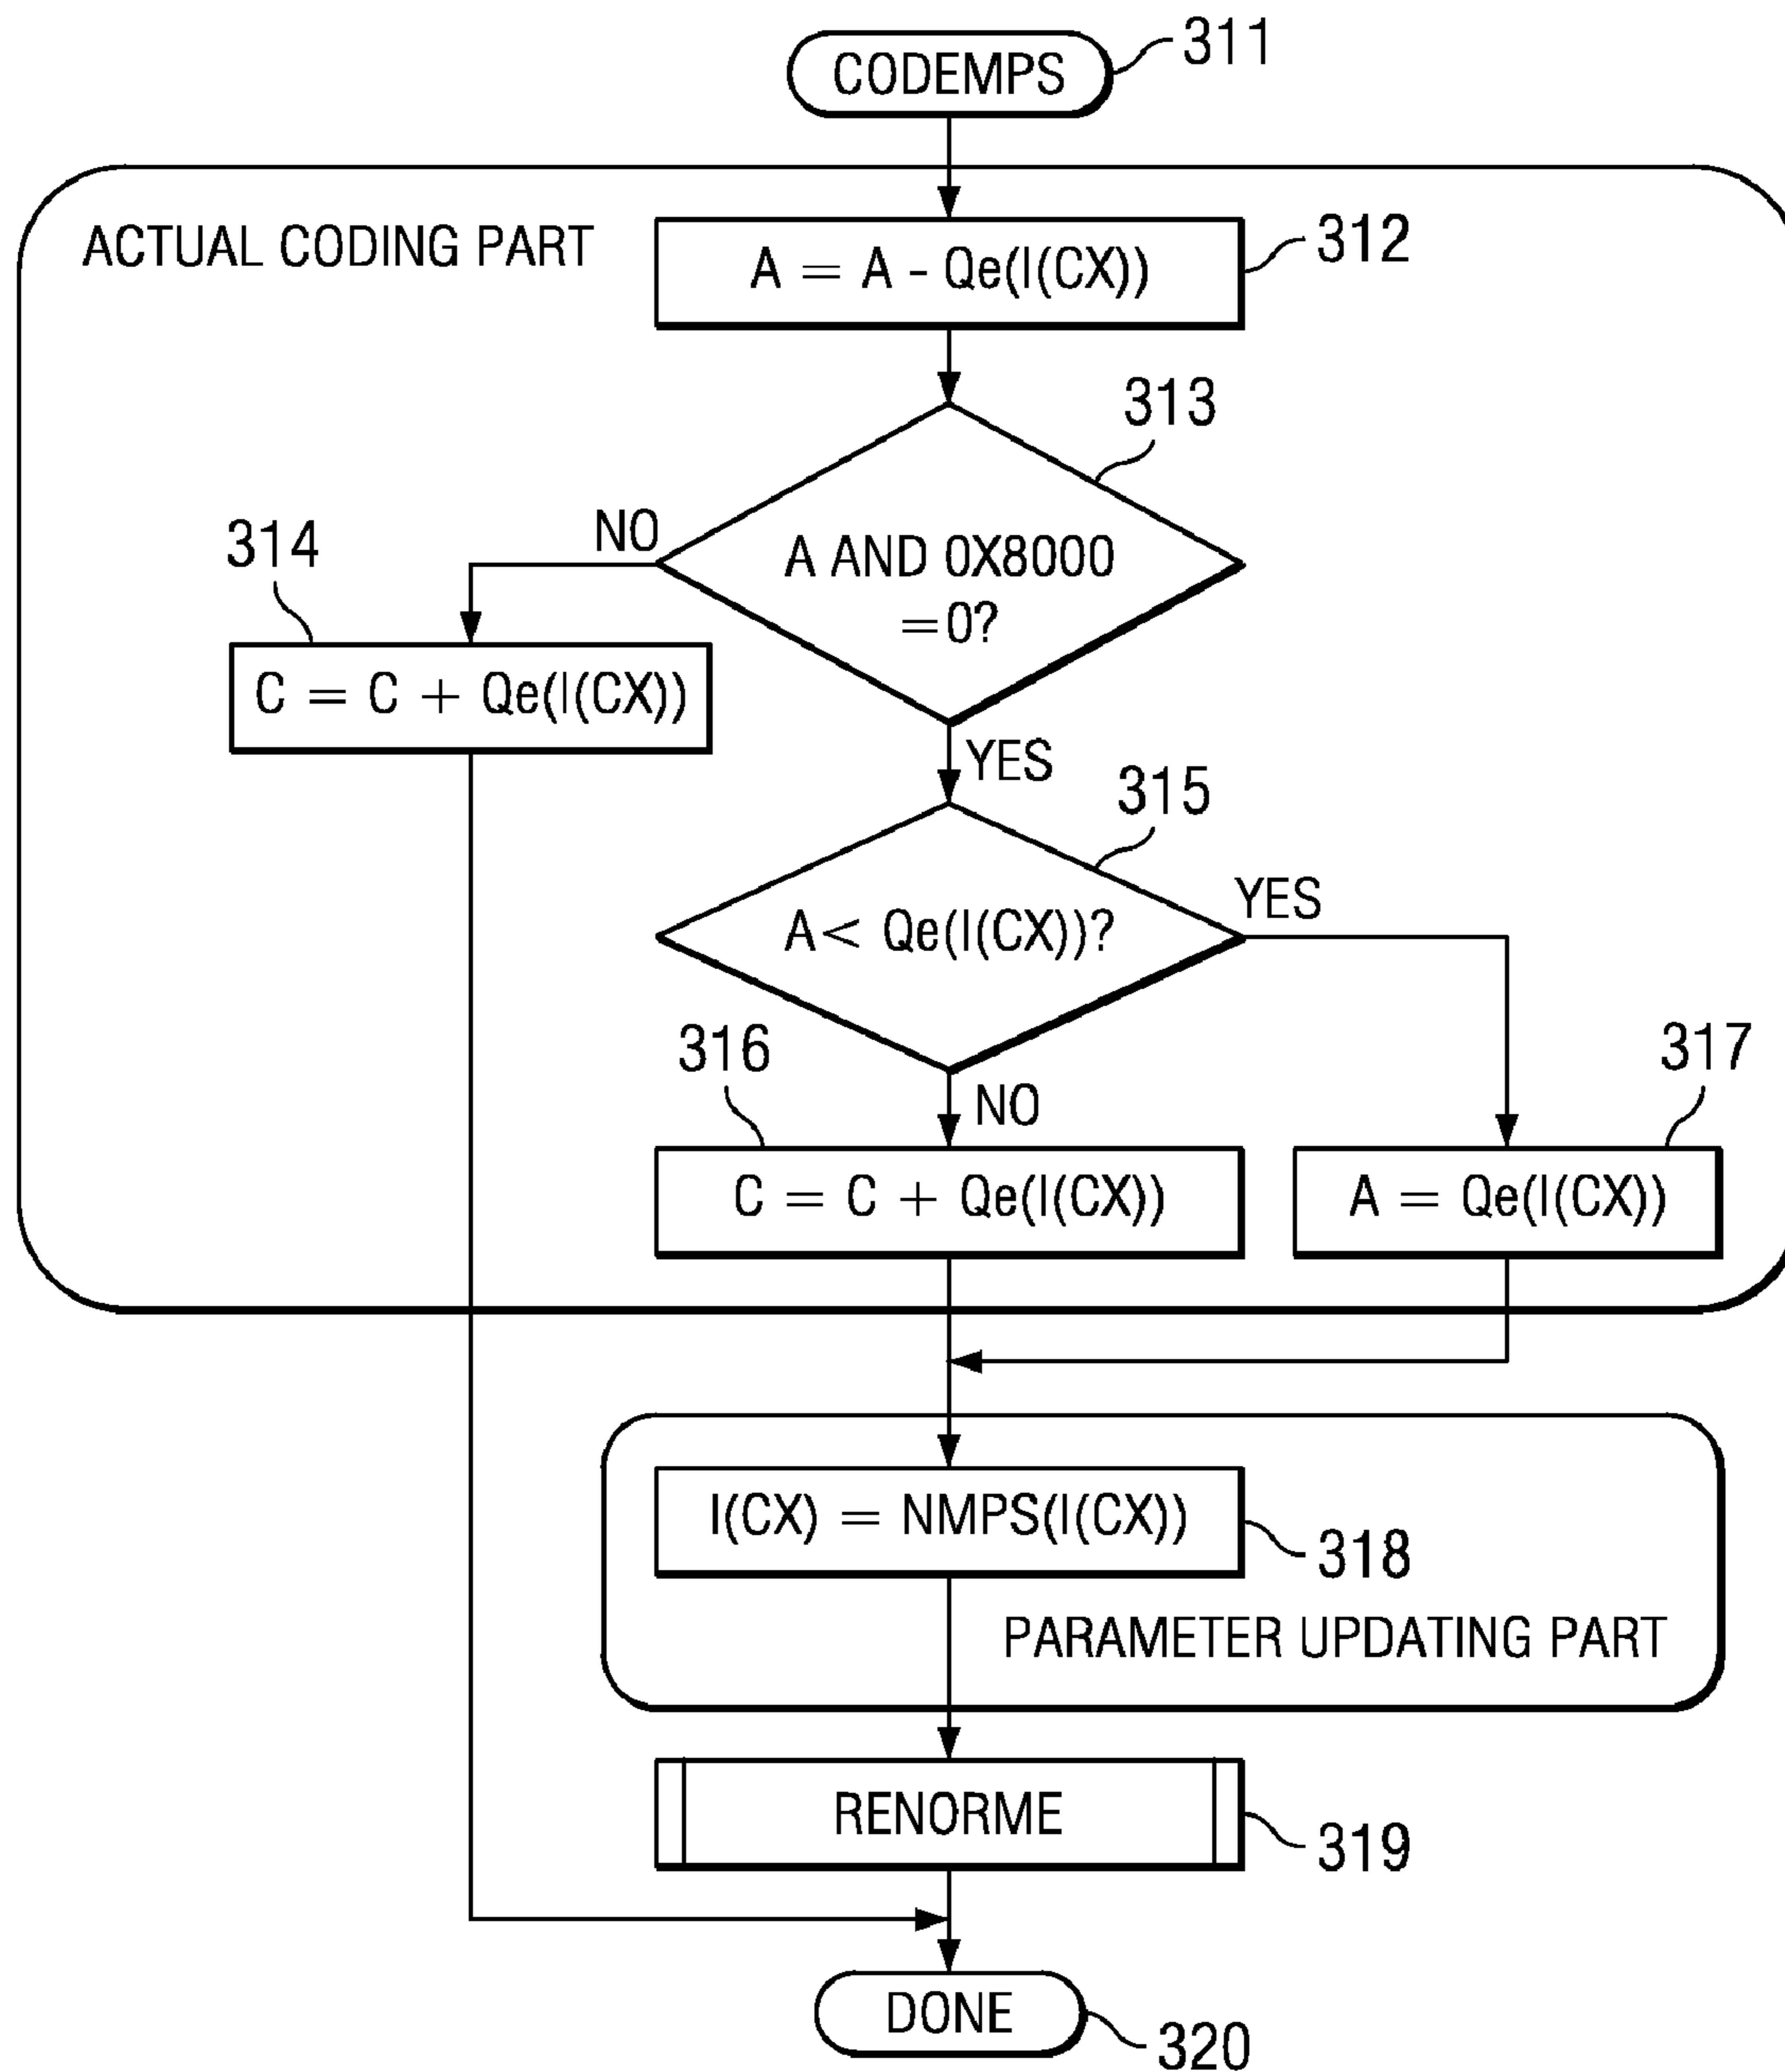 CODEMPS
311
ACTUAL CODING PART
A = A - Qe(I(CX))
312
313
A AND 0X8000
=0?
NO
314
C = C + Qe(I(CX))
YES
315
A< Qe(I(CX))?
YES
316
NO
317
C = C + Qe(I(CX))
A = Qe(I(CX))
I(CX) = NMPS(I(CX))
318
PARAMETER UPDATING PART
RENORME
319
DONE
320